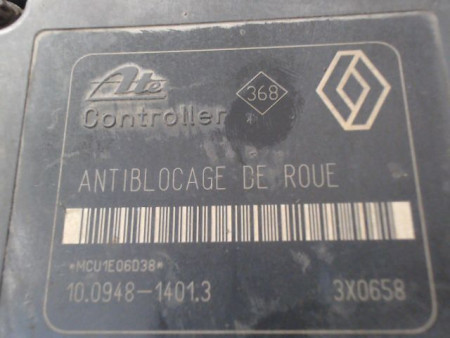 Ate 368
Controller
ANTIBLOCAGE DE ROUE
*MCU1E06D38*
10.0948-1401.3 3X0658